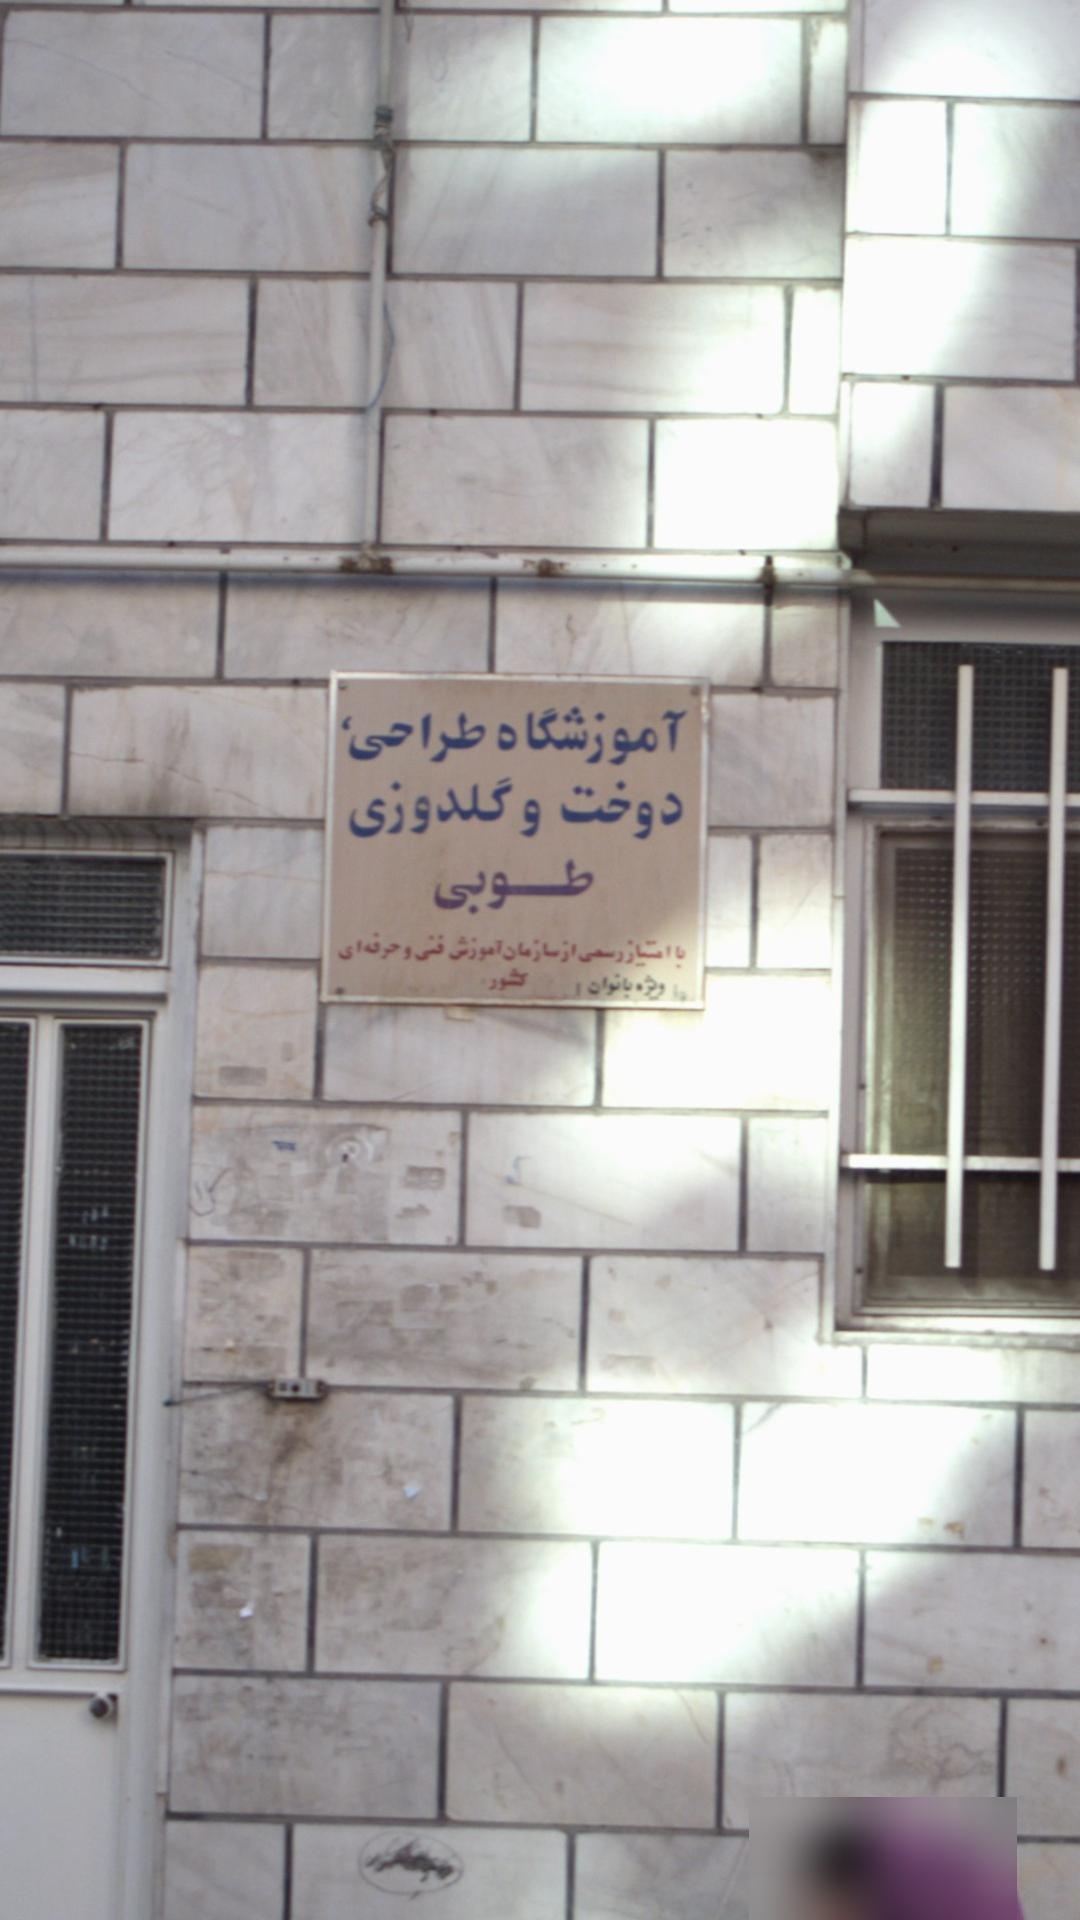 آموزشگاه طراحی،
دوخت و گلدوزی
طوبی
با امتیاز رسمی از سازمان آموزش فنی و حرفه‌ای
کشور
ویژه بانوان